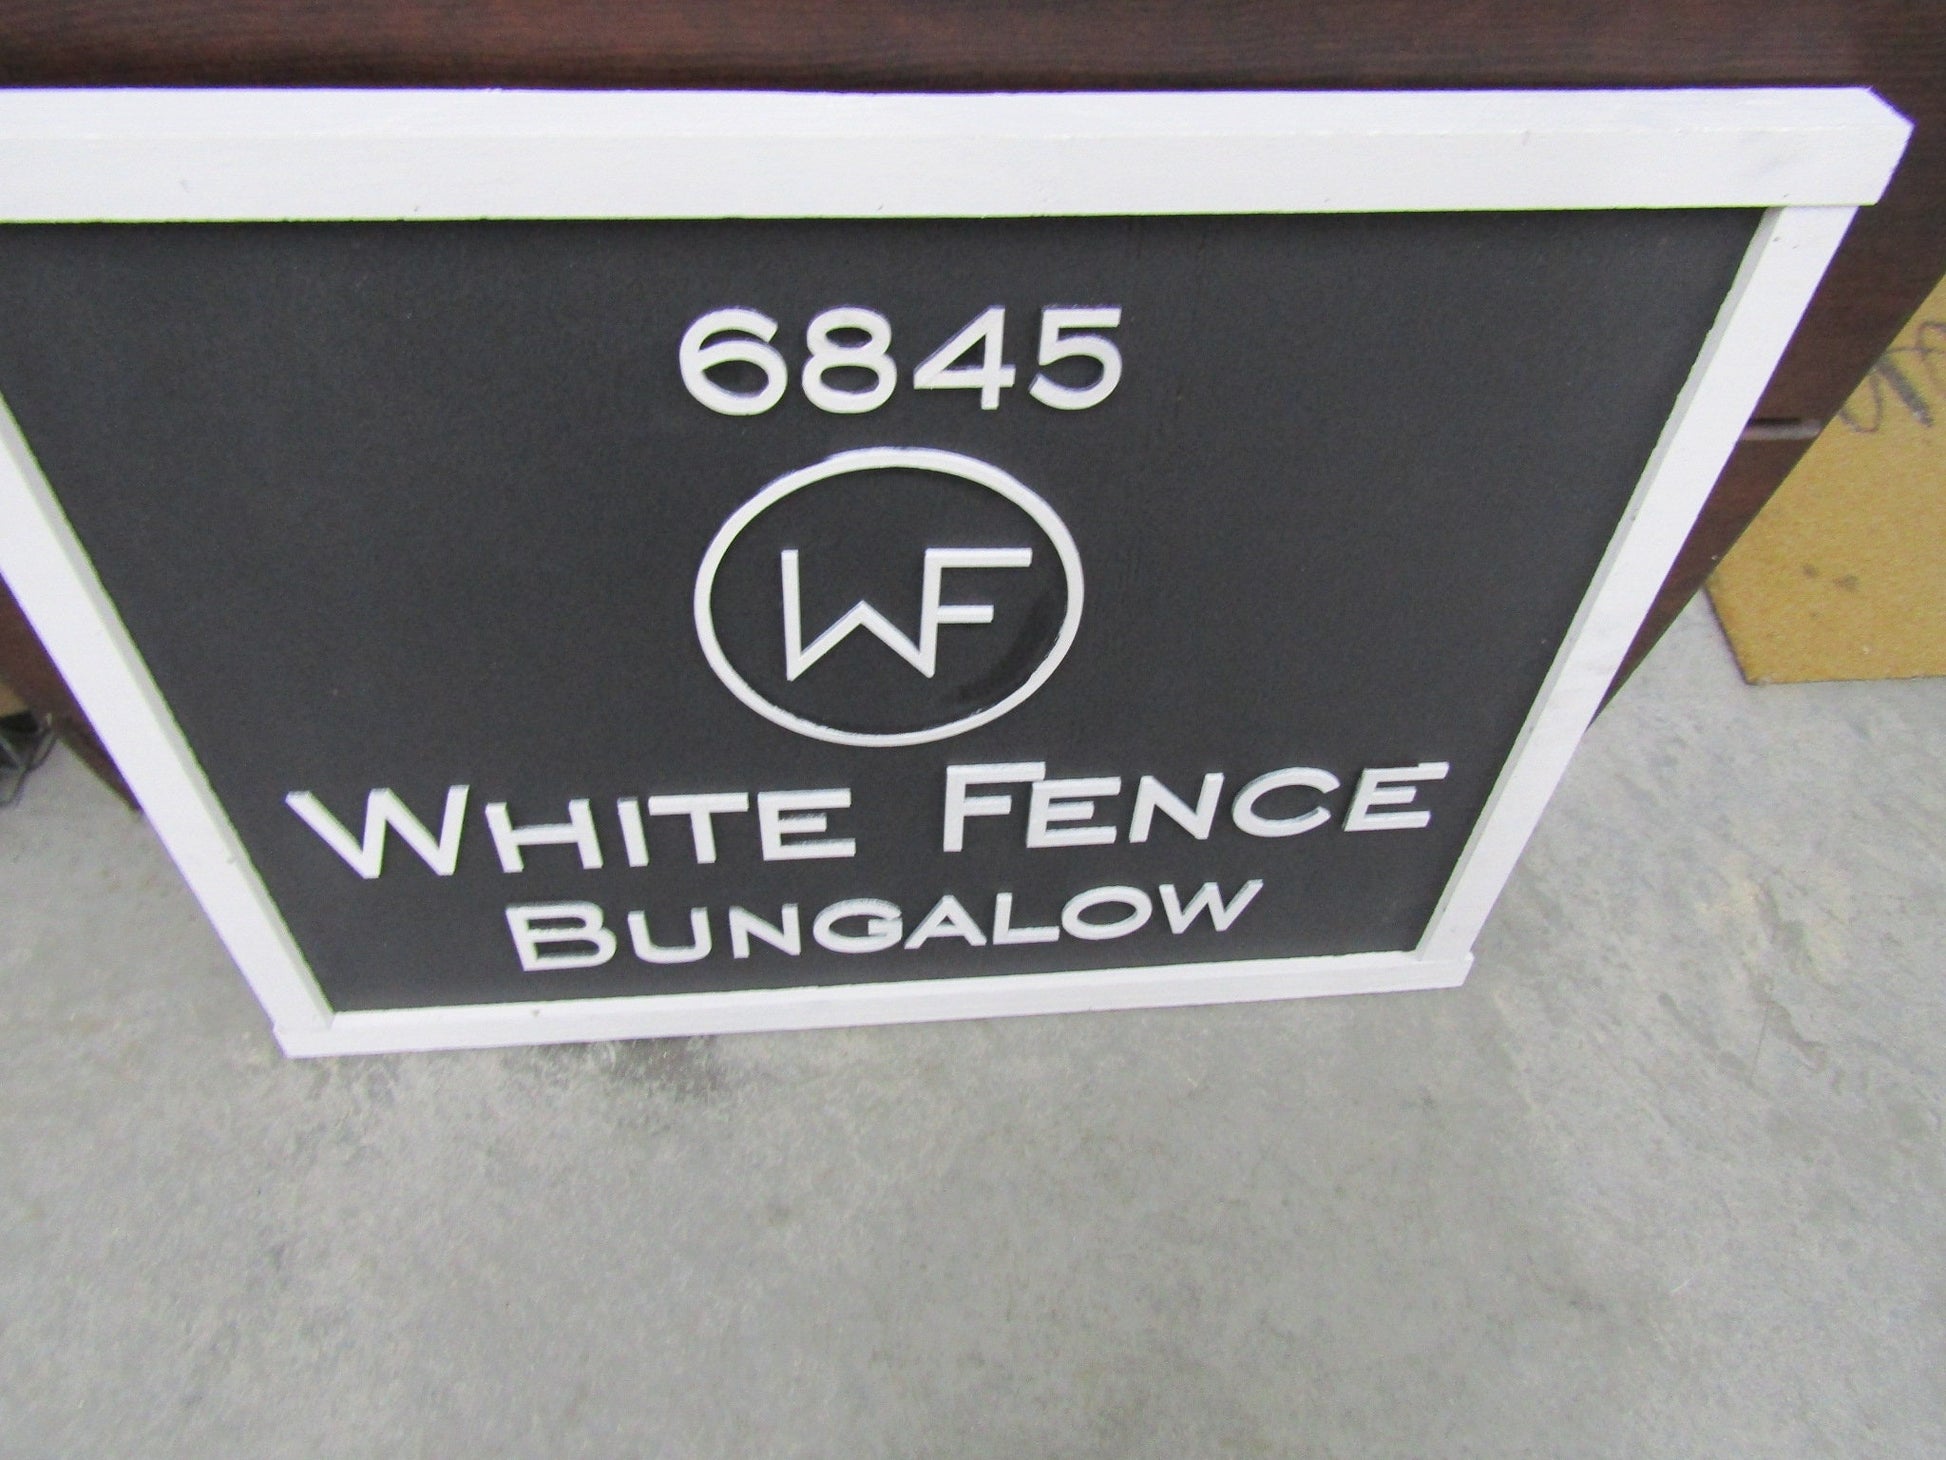 6845
WF
WHITE FENCE
BUNGALOW